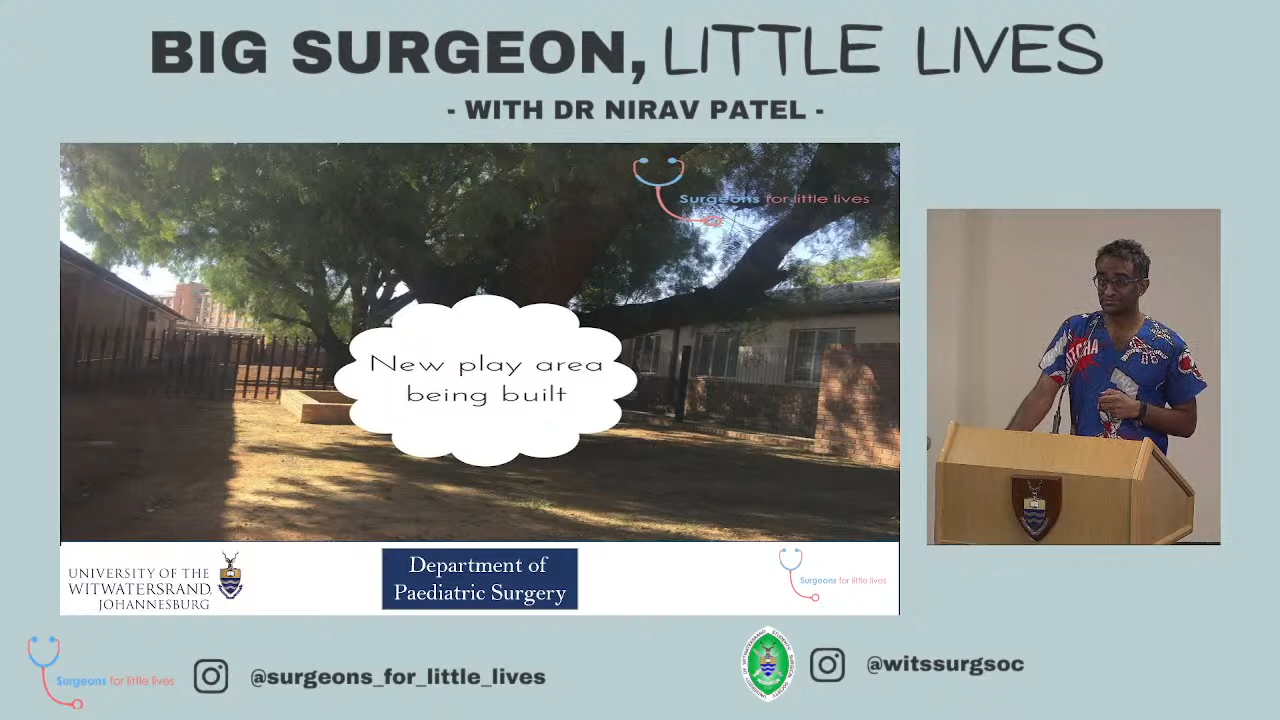 BIG SURGEON, LITTLE LIVES
- WITH DR NIRAV PATEL -
Surgeons for little lives
New play area
being built
GOTCHA
UNIVERSITY OF THE
WITWATERSRAND,
JOHANNESBURG
Department of
Paediatric Surgery
Surgeons for little lives
Surgeons for little lives
@surgeons_for_little_lives
@witssurgsoc